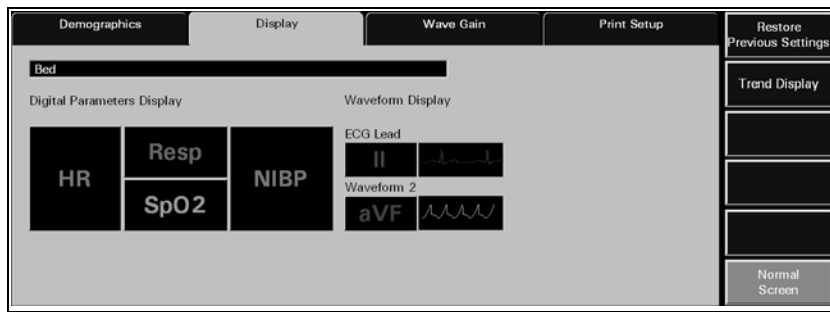 Demographics
Display
Wave Gain
Print Setup
Restore
Previous Settings
Bed
Trend Display
Digital Parameters Display
Waveform Display
ECG Lead
HR
Resp
SpO2
NIBP
II
Waveform 2
aVF
Normal
Screen